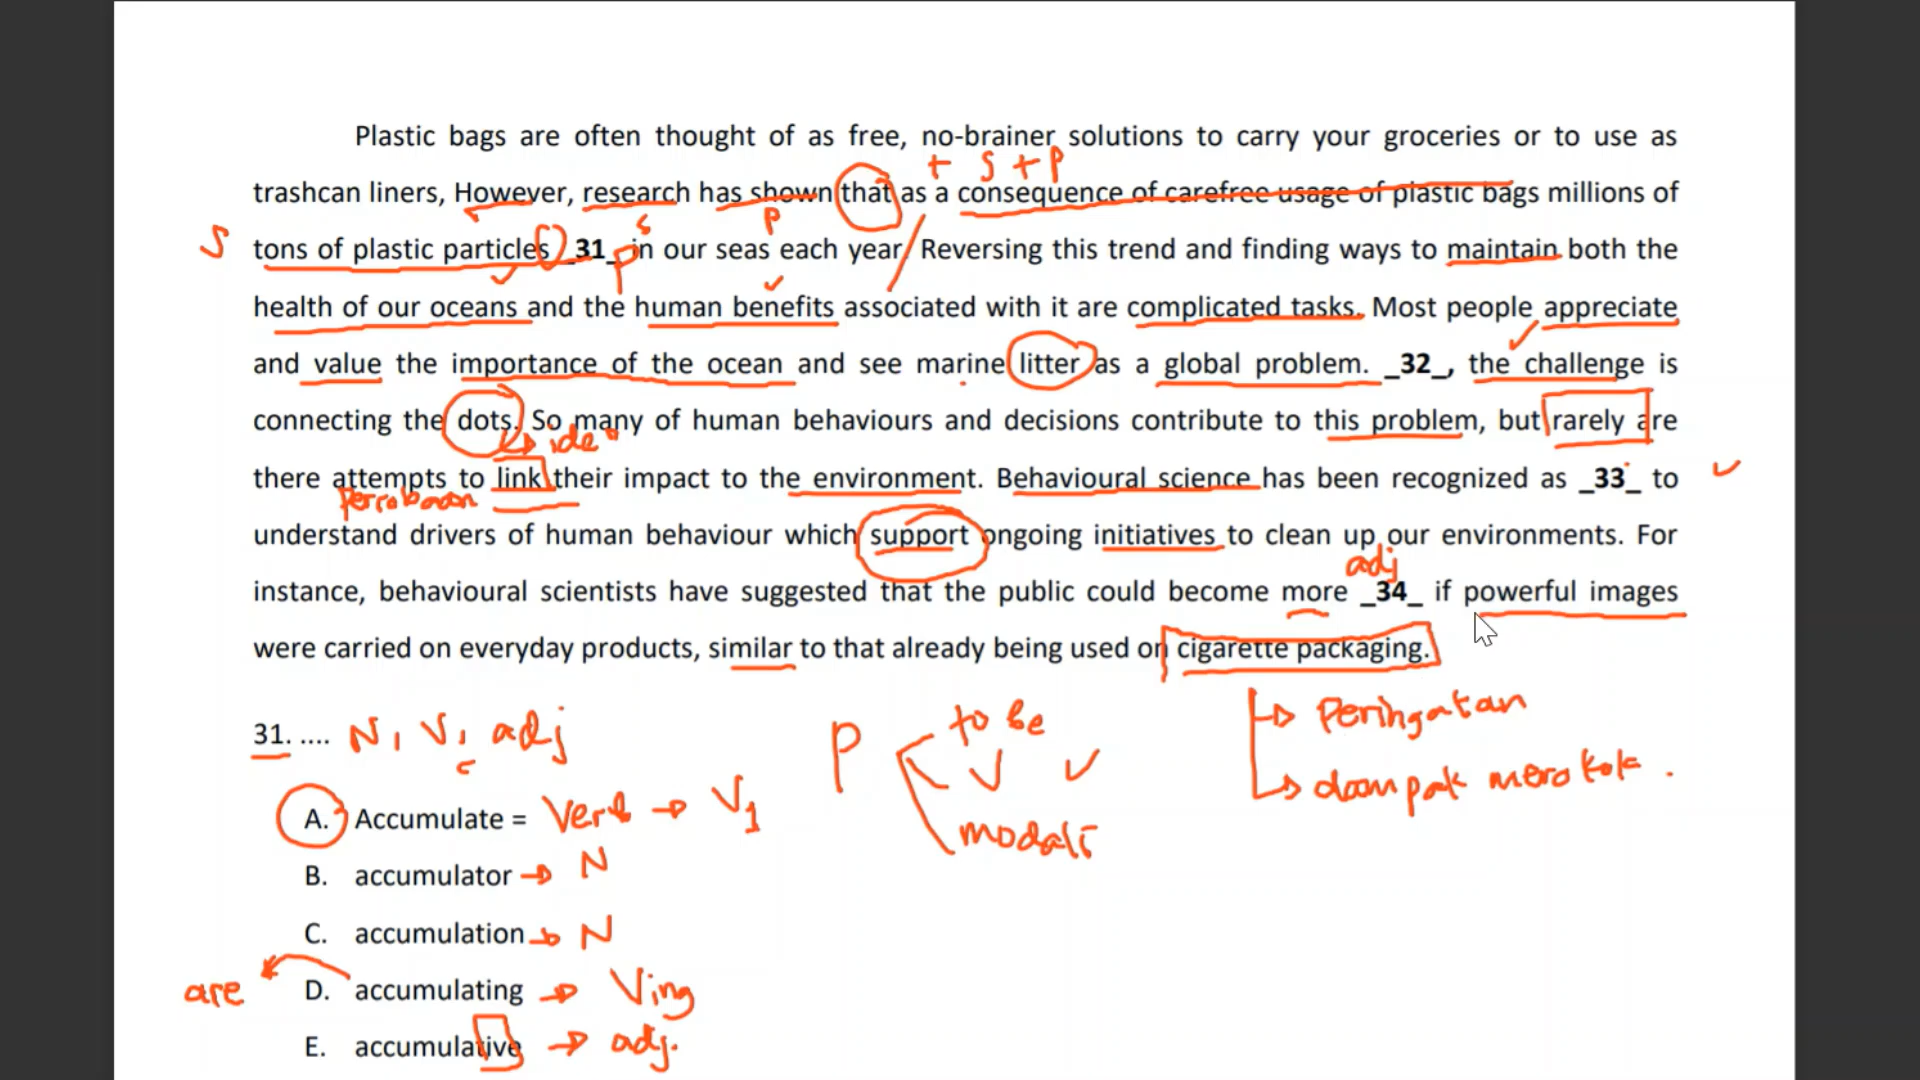 Plastic bags are often thought of as free, no-brainer solutions to carry your groceries or to use as
+ S + P
trashcan liners, However, research has shown that as a consequence of carefree usage of plastic bags millions of
S P
S tons of plastic particles _31_ in our seas each year. Reversing this trend and finding ways to maintain both the
P
health of our oceans and the human benefits associated with it are complicated tasks. Most people appreciate
and value the importance of the ocean and see marine litter as a global problem. _32_, the challenge is
connecting the dots. So many of human behaviours and decisions contribute to this problem, but rarely are
ide"
there attempts to link their impact to the environment. Behavioural science has been recognized as _33_ to
Percobaan
understand drivers of human behaviour which support ongoing initiatives to clean up our environments. For
adj
instance, behavioural scientists have suggested that the public could become more _34_ if powerful images
were carried on everyday products, similar to that already being used on cigarette packaging.
31. .... N, V, adj
P to be
V
modals
Peringatan
dampak merokok.
A. Accumulate = Verb → V1
B. accumulator → N
C. accumulation → N
are D. accumulating → Ving
E. accumulative → adj.